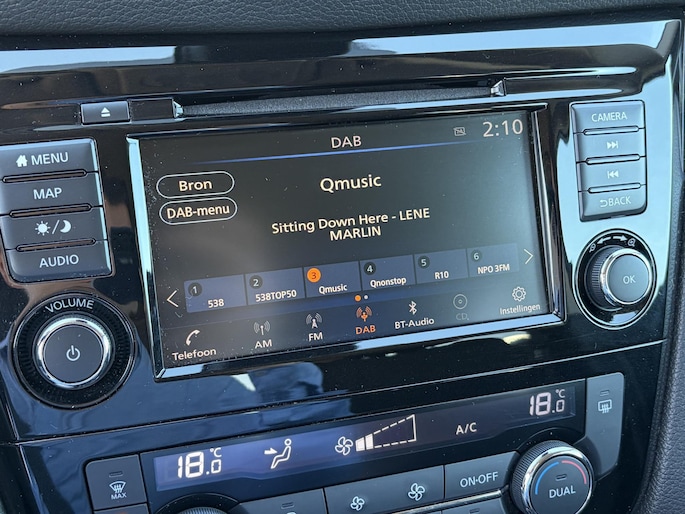 MENU
MAP
AUDIO
VOLUME
CAMERA
BACK
OK
DAB
2:10
Bron
DAB-menu
Qmusic
Sitting Down Here - LENE
MARLIN
1 538
2 538TOP50
3 Qmusic
4 Qnonstop
5 R10
6 NPO 3FM
Telefoon
AM
FM
DAB
BT-Audio
CD
Instellingen
18.0 °C
A/C
18.0 °C
MAX
ON·OFF
DUAL